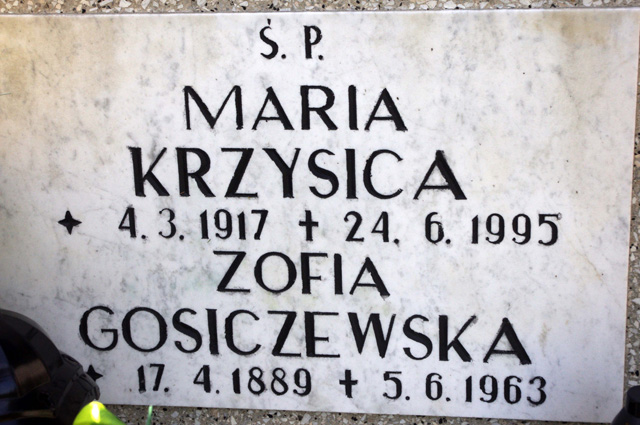 Ś. P.
MARIA
KRZYSICA
✦ 4. 3. 1917 ✝ 24. 6. 1995
ZOFIA
GOSICZEWSKA
✦ 17. 4. 1889 ✝ 5. 6. 1963